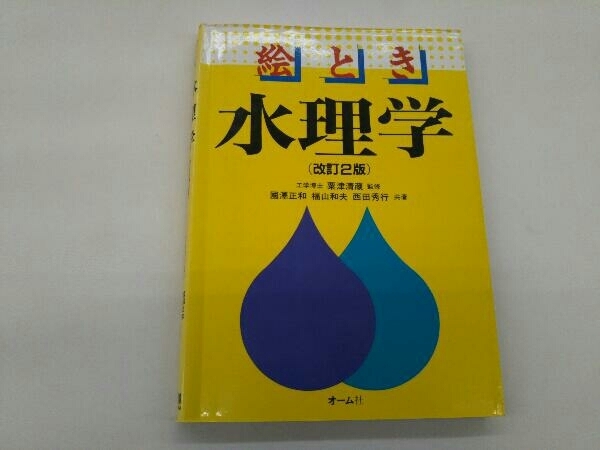 絵とき
水理学
(改訂2版)
工学博士 粟津清蔵 監修
國澤正和 福山和夫 西田秀行 共著
オーム社